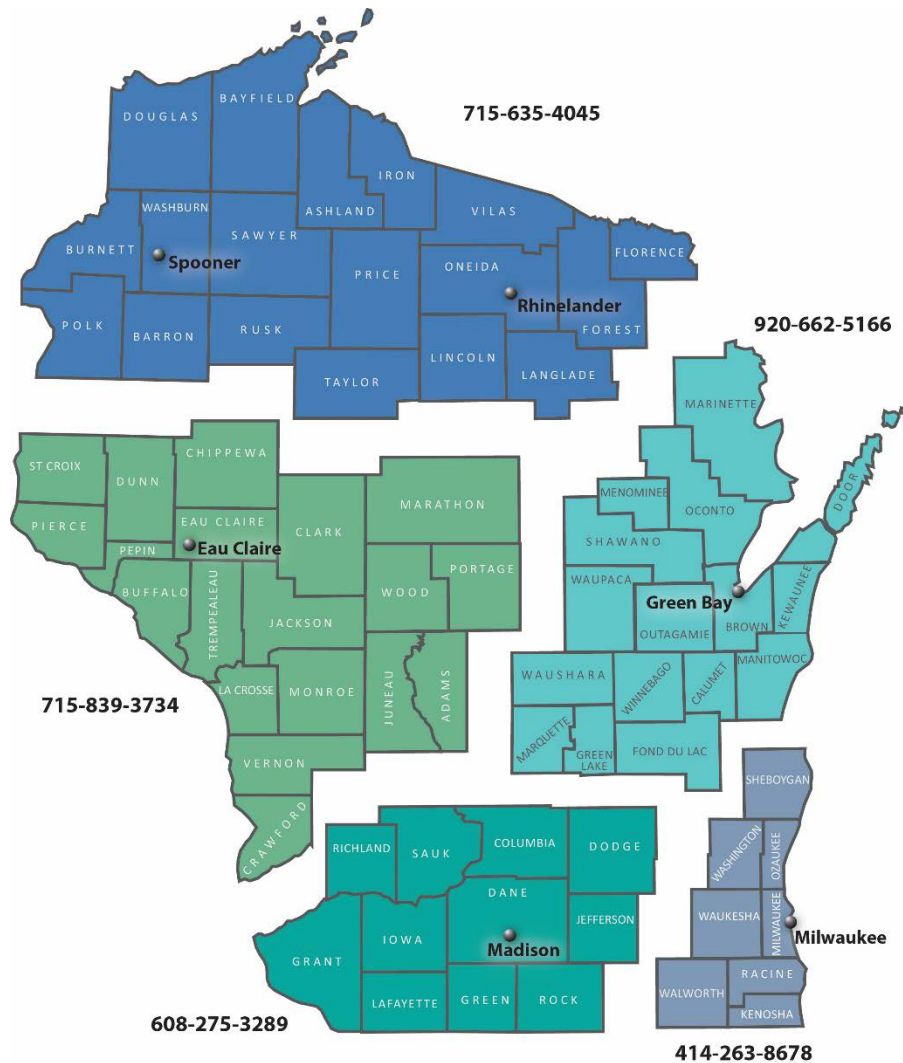 715-635-4045
BAYFIELD
DOUGLAS
IRON
WASHBURN
ASHLAND
VILAS
SAWYER
BURNETT
FLORENCE
Spooner
ONEIDA
PRICE
Rhinelander
POLK
RUSK
FOREST
BARRON
LINCOLN
TAYLOR
LANGLADE
920-662-5166
MARINETTE
DOOR
MENOMINEE
OCONTO
SHAWANO
WAUPACA
KEWAUNEE
Green Bay
BROWN
OUTAGAMIE
MANITOWOC
WAUSHARA
WINNEBAGO
CALUMET
MARQUETTE
GREEN
LAKE
FOND DU LAC
CHIPPEWA
ST CROIX
DUNN
MARATHON
EAU CLAIRE
CLARK
PIERCE
Eau Claire
PEPIN
PORTAGE
BUFFALO
WOOD
TREMPEALEAU
JACKSON
LA CROSSE
MONROE
JUNEAU
ADAMS
715-839-3734
VERNON
CRAWFORD
COLUMBIA
RICHLAND
SAUK
DODGE
DANE
JEFFERSON
IOWA
Madison
GRANT
LAFAYETTE
GREEN
ROCK
608-275-3289
SHEBOYGAN
WASHINGTON
OZAUKEE
WAUKESHA
MILWAUKEE
Milwaukee
RACINE
WALWORTH
KENOSHA
414-263-8678